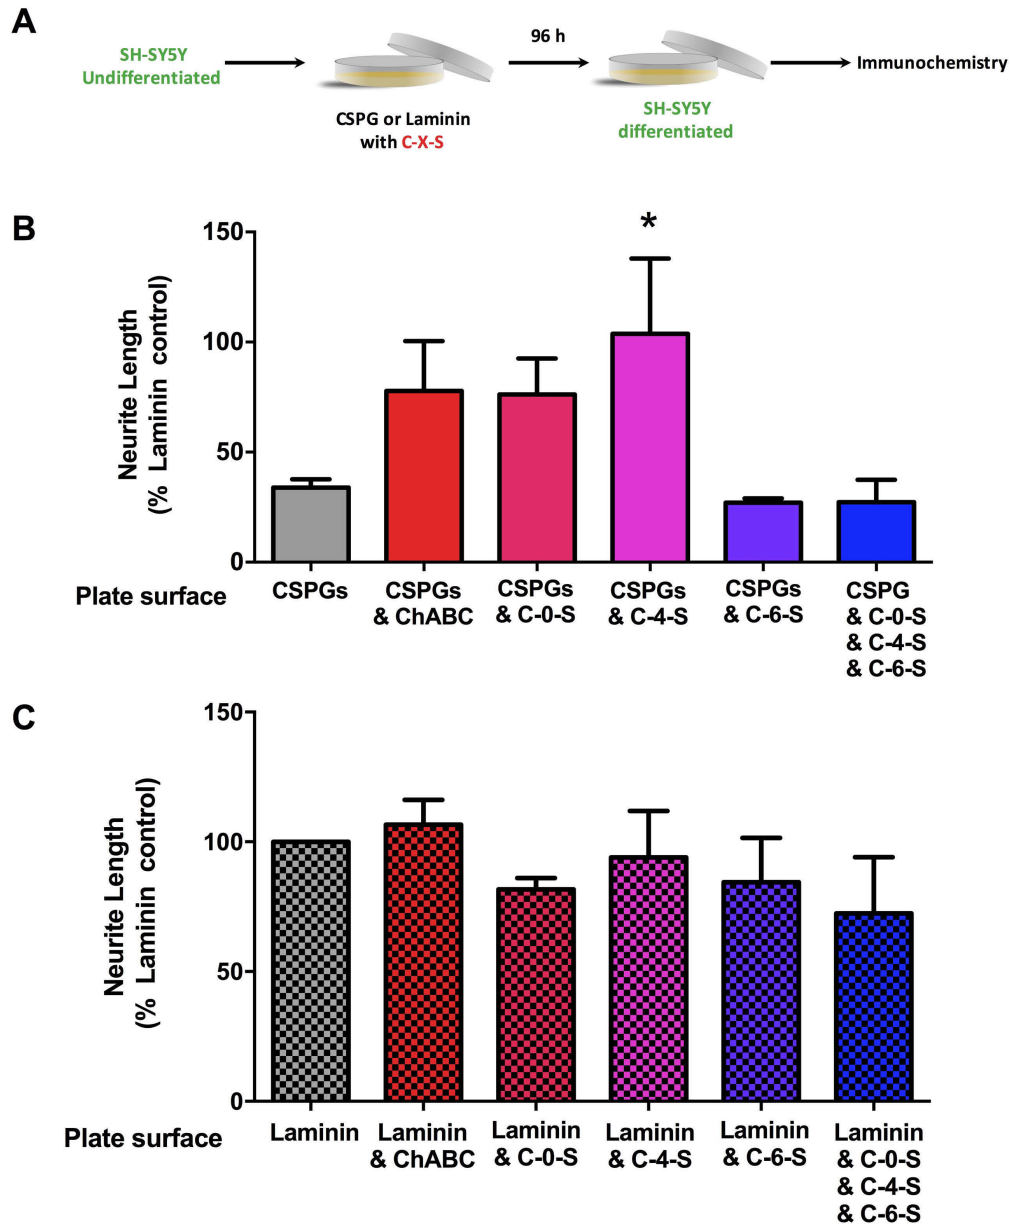 A
SH-SY5Y
Undifferentiated
CSPG or Laminin
with C-X-S
96 h
SH-SY5Y
differentiated
Immunochemistry
B
*
Neurite Length
(% Laminin control)
150
100
50
0
Plate surface
CSPGs
CSPGs
& ChABC
CSPGs
& C-0-S
CSPGs
& C-4-S
CSPGs
& C-6-S
CSPG
& C-0-S
& C-4-S
& C-6-S
C
Neurite Length
(% Laminin control)
150
100
50
0
Plate surface
Laminin
Laminin
& ChABC
Laminin
& C-0-S
Laminin
& C-4-S
Laminin
& C-6-S
Laminin
& C-0-S
& C-4-S
& C-6-S